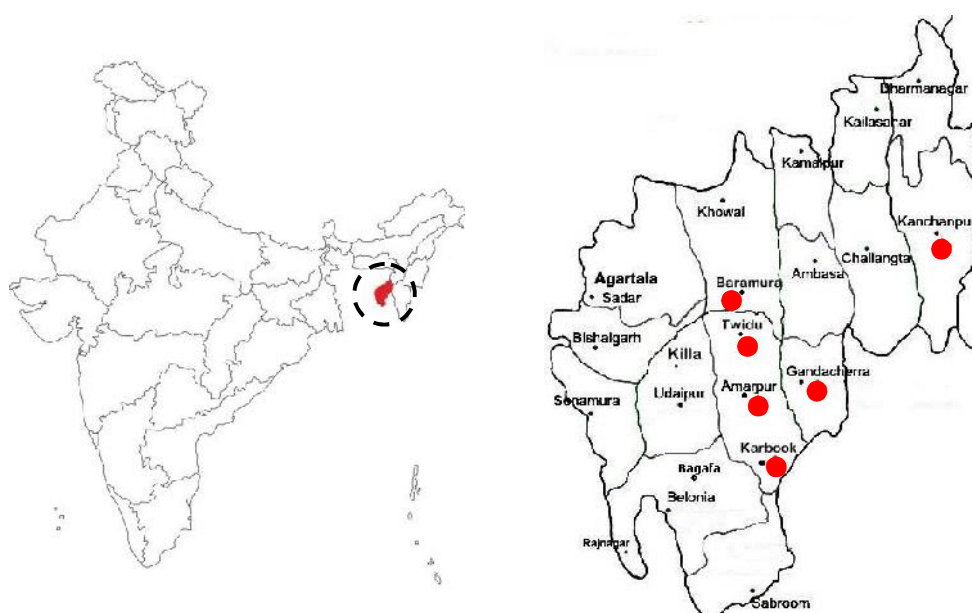 Dharmanagar
Kailasahar
Kamalpur
Khowai
Kanchanpur
Challangta
Ambasa
Agartala
Sadar
Baramura
Twidu
Bishalgarh
Killa
Gandacherra
Amarpur
Udaipur
Sonamura
Karbook
Bagafa
Belonia
Rajnagar
Sabroom